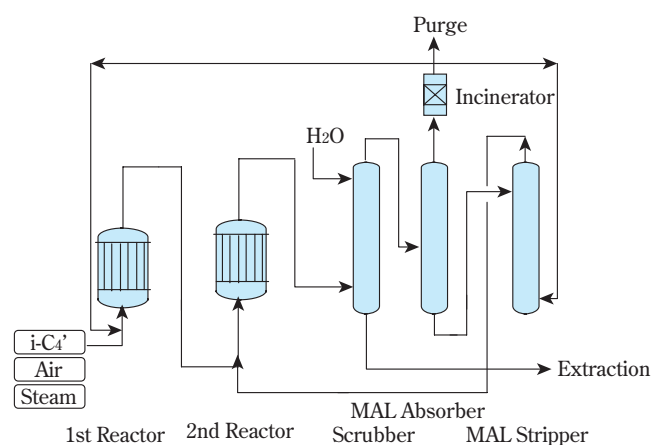 Purge
Incinerator
H2O
i-C4'
Air
Steam
Extraction
1st Reactor
2nd Reactor
MAL Absorber
Scrubber
MAL Stripper